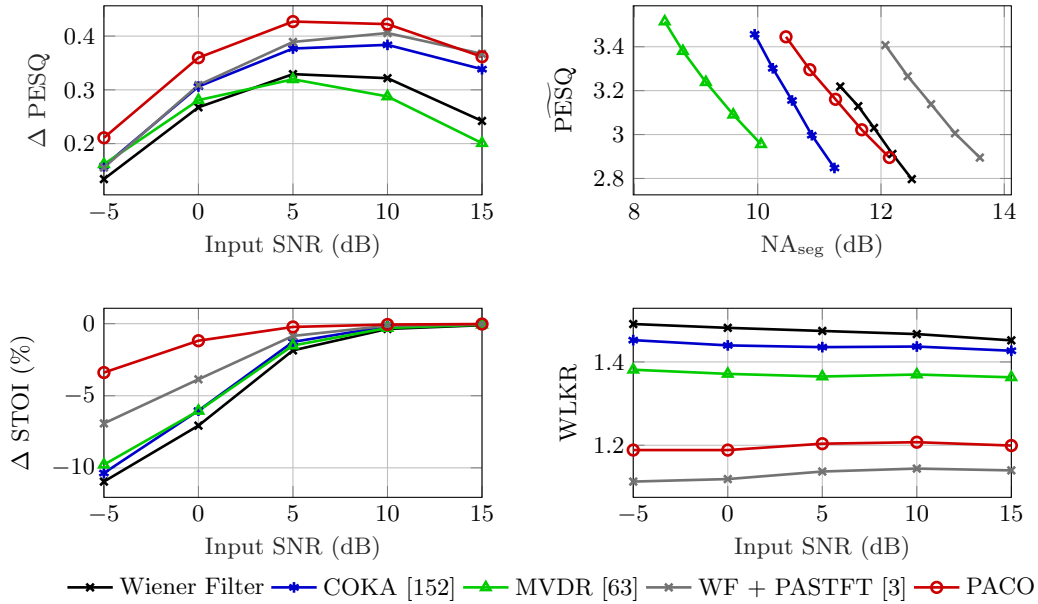 0.4
0.3
0.2
Δ PESQ
−5 0 5 10 15
Input SNR (dB)
3.4
3.2
3
2.8
P̃ESQ
8 10 12 14
NAseg (dB)
0
−5
−10
Δ STOI (%)
−5 0 5 10 15
Input SNR (dB)
1.4
1.2
WLKR
−5 0 5 10 15
Input SNR (dB)
Wiener Filter COKA [152] MVDR [63] WF + PASTFT [3] PACO